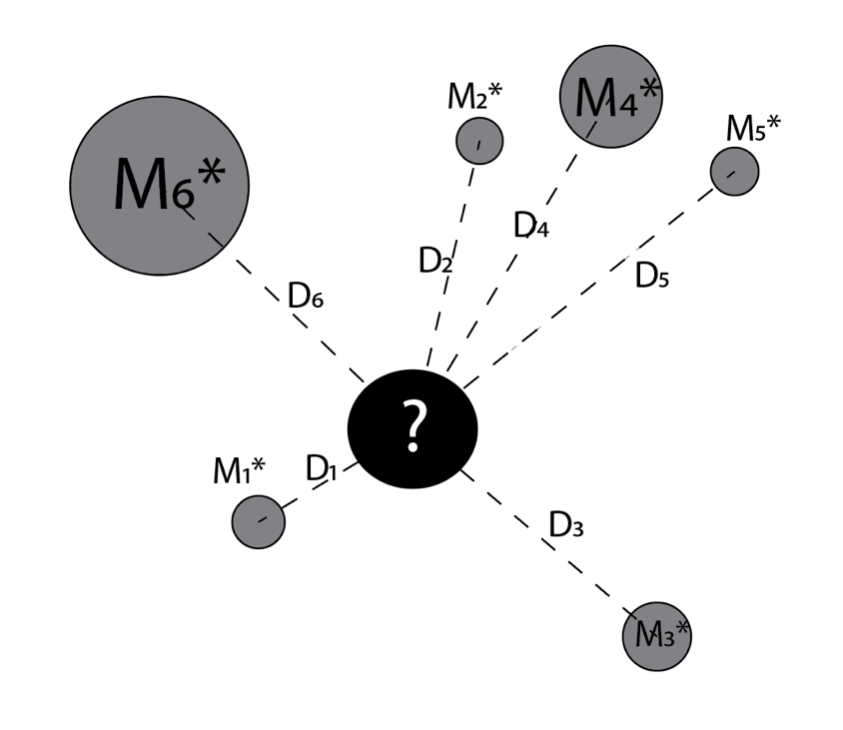 M₂*
M₄*
M₅*
M₆*
D₄
D₂
D₅
D₆
?
M₁*
D₁
D₃
M₃*